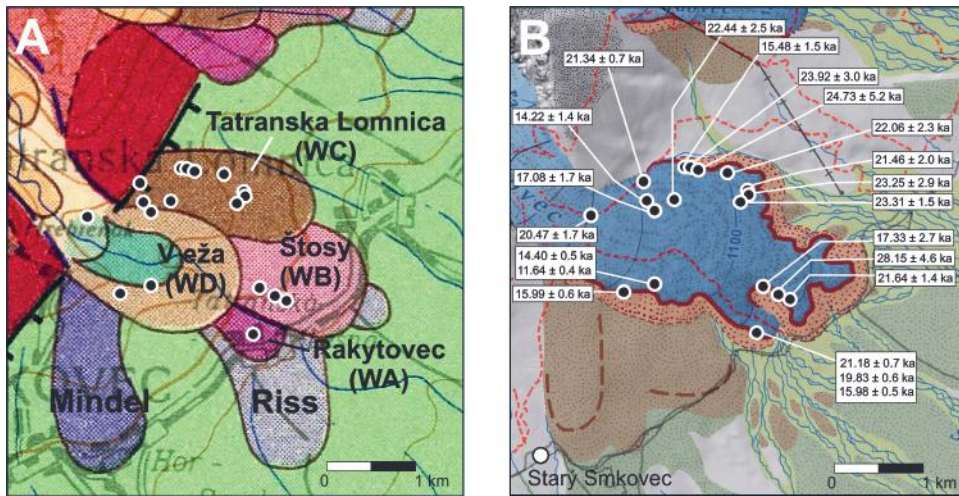 A
Tatranska Lomnica
(WC)
V eža
(WD)
Štosy
(WB)
Rakytovec
(WA)
Mindel
Riss
Hor
0 1 km
B
22.44 ± 2.5 ka
15.48 ± 1.5 ka
21.34 ± 0.7 ka
23.92 ± 3.0 ka
24.73 ± 5.2 ka
14.22 ± 1.4 ka
22.06 ± 2.3 ka
21.46 ± 2.0 ka
17.08 ± 1.7 ka
23.25 ± 2.9 ka
23.31 ± 1.5 ka
1100
20.47 ± 1.7 ka
17.33 ± 2.7 ka
14.40 ± 0.5 ka
28.15 ± 4.6 ka
11.64 ± 0.4 ka
21.64 ± 1.4 ka
15.99 ± 0.6 ka
21.18 ± 0.7 ka
19.83 ± 0.6 ka
15.98 ± 0.5 ka
Starý Smkovec
0 1 km